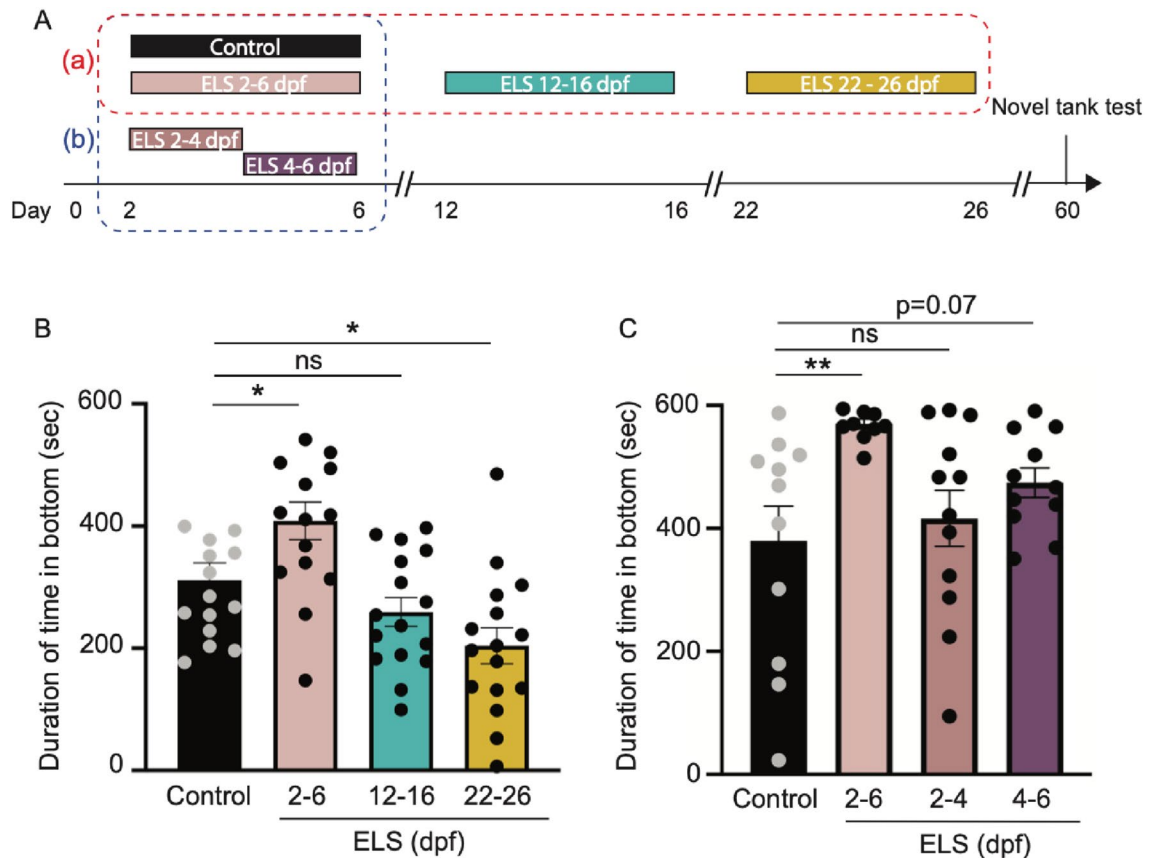 A
(a)
Control
ELS 2-6 dpf
ELS 12-16 dpf
ELS 22 - 26 dpf
Novel tank test
(b)
ELS 2-4 dpf
ELS 4-6 dpf
Day 0 2 6 12 16 22 26 60
B
*
ns
*
Duration of time in bottom (sec)
600
400
200
0
Control 2-6 12-16 22-26
ELS (dpf)
C
p=0.07
ns
**
Duration of time in bottom (sec)
600
400
200
0
Control 2-6 2-4 4-6
ELS (dpf)